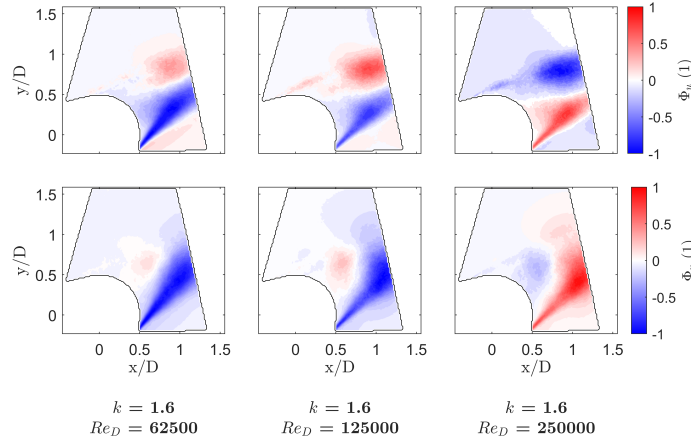 1.5
1
0.5
0
y/D
1
0.5
0
-0.5
-1
Φu (1)
1.5
1
0.5
0
y/D
0 0.5 1 1.5
x/D
0 0.5 1 1.5
x/D
0 0.5 1 1.5
x/D
1
0.5
0
-0.5
-1
(1)
k = 1.6
ReD = 62500
k = 1.6
ReD = 125000
k = 1.6
ReD = 250000